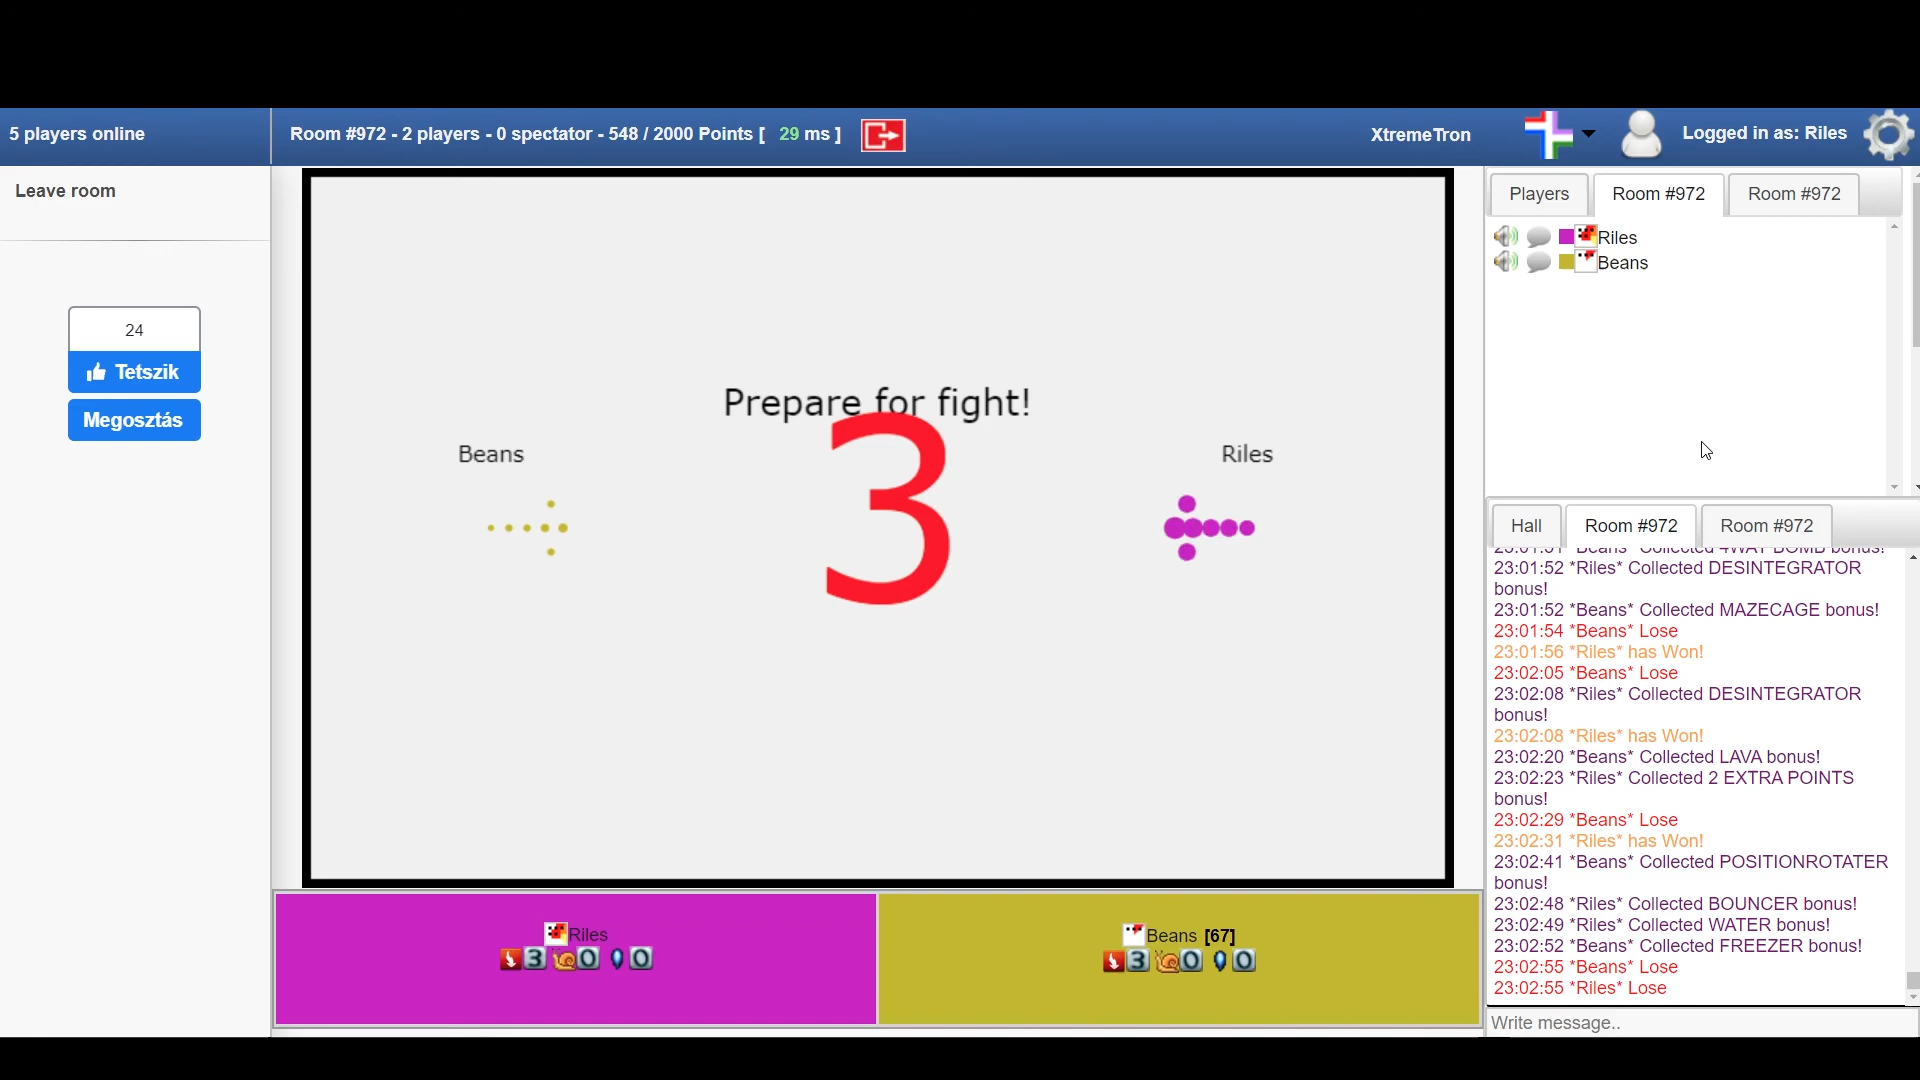 5 players online
Room #972 - 2 players - 0 spectator - 548 / 2000 Points [ 29 ms ]
XtremeTron
Logged in as: Riles
Leave room
24
Tetszik
Megosztás
Prepare for fight!
3
Beans
Riles
Players
Room #972
Room #972
Riles
Beans
Hall
Room #972
Room #972
23:01:51 *Beans* Collected 4WAY BOMB bonus!
23:01:52 *Riles* Collected DESINTEGRATOR
bonus!
23:01:52 *Beans* Collected MAZECAGE bonus!
23:01:54 *Beans* Lose
23:01:56 *Riles* has Won!
23:02:05 *Beans* Lose
23:02:08 *Riles* Collected DESINTEGRATOR
bonus!
23:02:08 *Riles* has Won!
23:02:20 *Beans* Collected LAVA bonus!
23:02:23 *Riles* Collected 2 EXTRA POINTS
bonus!
23:02:29 *Beans* Lose
23:02:31 *Riles* has Won!
23:02:41 *Beans* Collected POSITIONROTATER
bonus!
23:02:48 *Riles* Collected BOUNCER bonus!
23:02:49 *Riles* Collected WATER bonus!
23:02:52 *Beans* Collected FREEZER bonus!
23:02:55 *Beans* Lose
23:02:55 *Riles* Lose
Write message..
Riles
3 0 0
Beans [67]
3 0 0